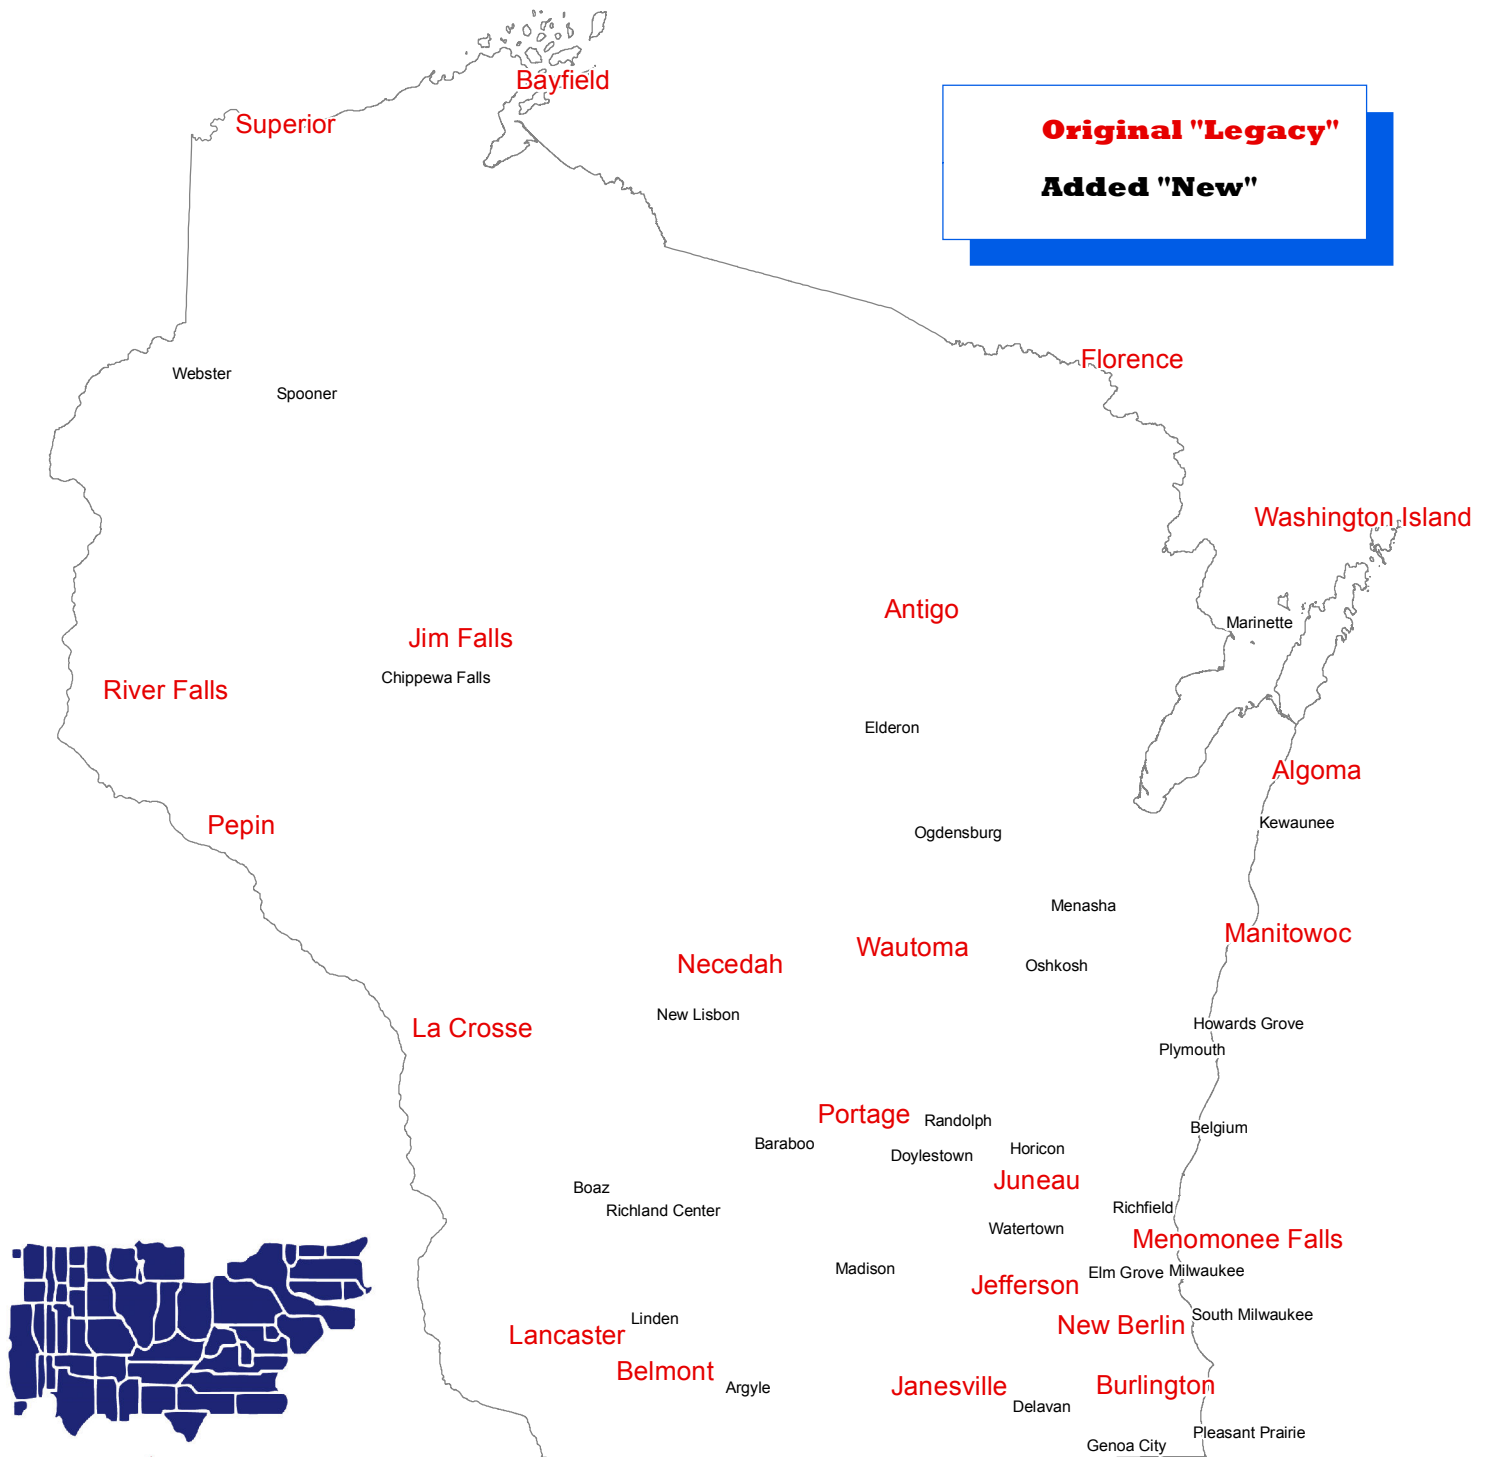 Bayfield
Superior
Original "Legacy"
Added "New"
Florence
Webster
Spooner
Washington Island
Antigo
Marinette
Jim Falls
Chippewa Falls
River Falls
Elderon
Algoma
Pepin
Kewaunee
Ogdensburg
Menasha
Manitowoc
Wautoma
Necedah
Oshkosh
New Lisbon
La Crosse
Howards Grove
Plymouth
Portage
Randolph
Belgium
Baraboo
Doylestown
Horicon
Juneau
Boaz
Richland Center
Richfield
Watertown
Menomonee Falls
Madison
Elm Grove
Milwaukee
Jefferson
South Milwaukee
Linden
New Berlin
Lancaster
Belmont
Argyle
Janesville
Burlington
Delavan
Pleasant Prairie
Genoa City